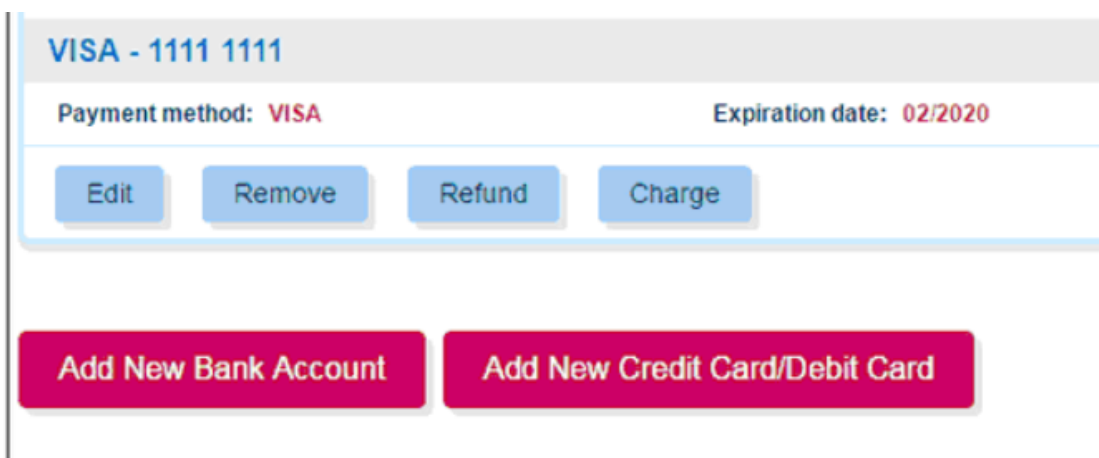 VISA - 1111 1111
Payment method: VISA Expiration date: 02/2020
Edit Remove Refund Charge
Add New Bank Account Add New Credit Card/Debit Card